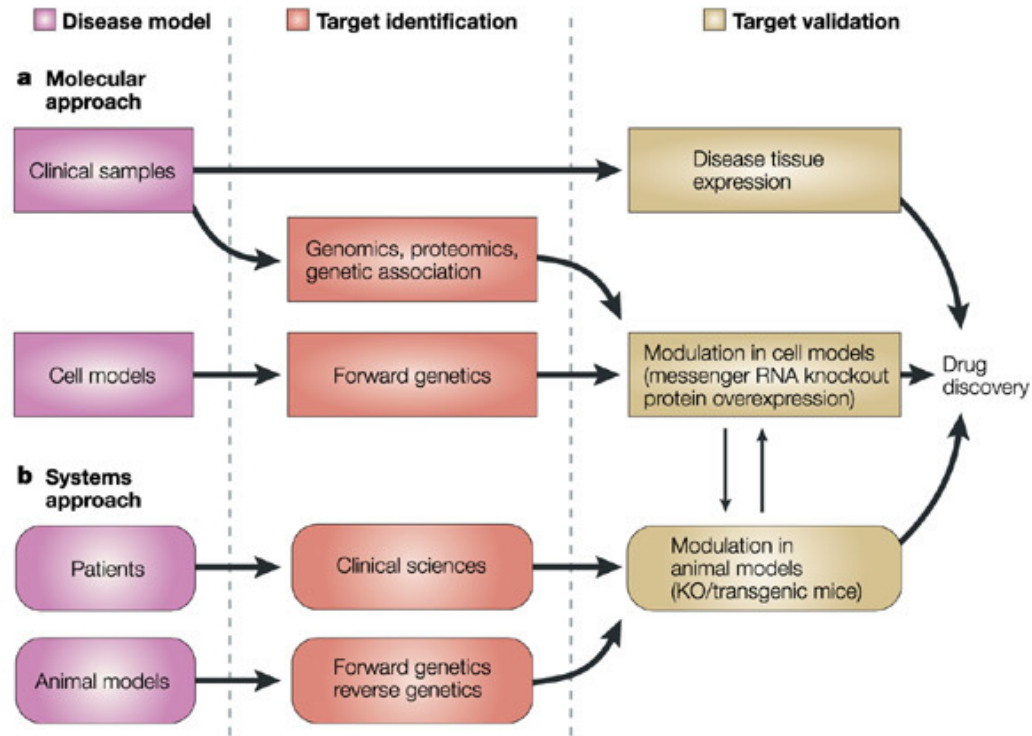 Disease model
Target identification
Target validation
a Molecular
approach
Clinical samples
Disease tissue
expression
Genomics, proteomics,
genetic association
Cell models
Forward genetics
Modulation in cell models
(messenger RNA knockout
protein overexpression)
Drug
discovery
b Systems
approach
Patients
Clinical sciences
Modulation in
animal models
(KO/transgenic mice)
Animal models
Forward genetics
reverse genetics